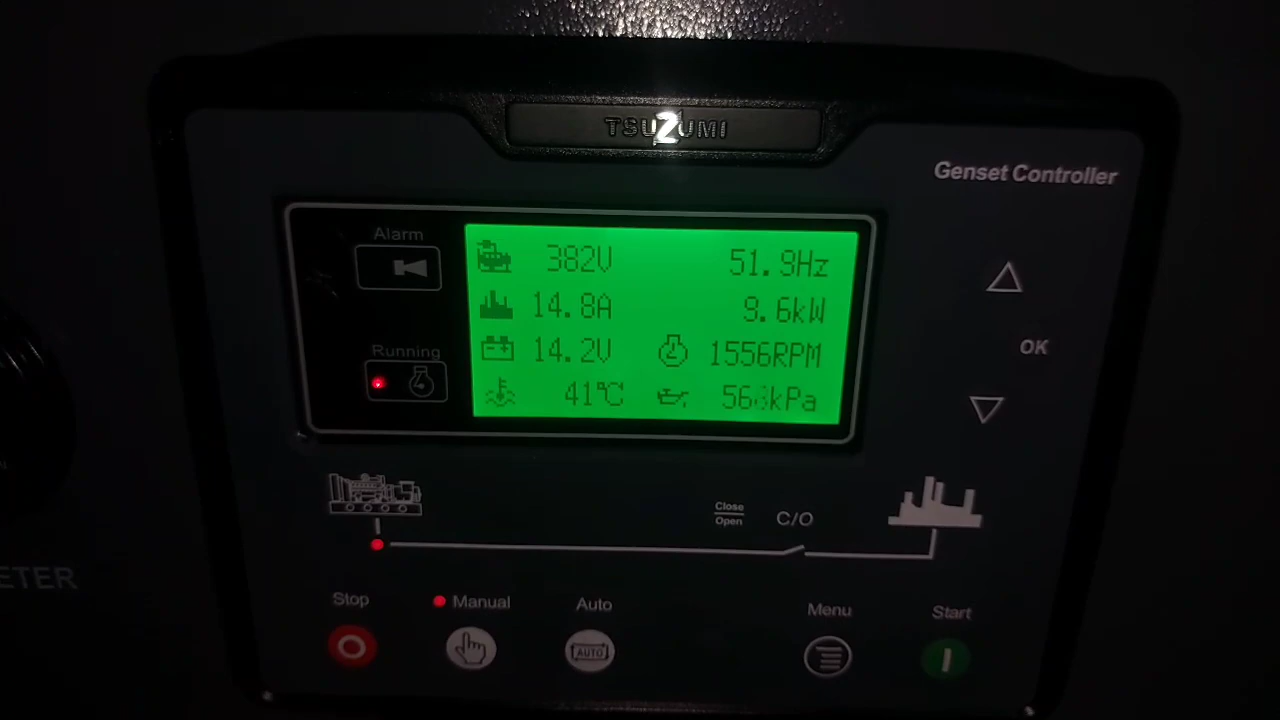 TSUZUMI
Genset Controller
Alarm
382V 51.9Hz
14.8A 9.6kW
Running
14.2V 1556RPM
41℃
OK
Close
Open
C/O
ETER
Stop
Manual
Auto
Menu
Start
AUTO